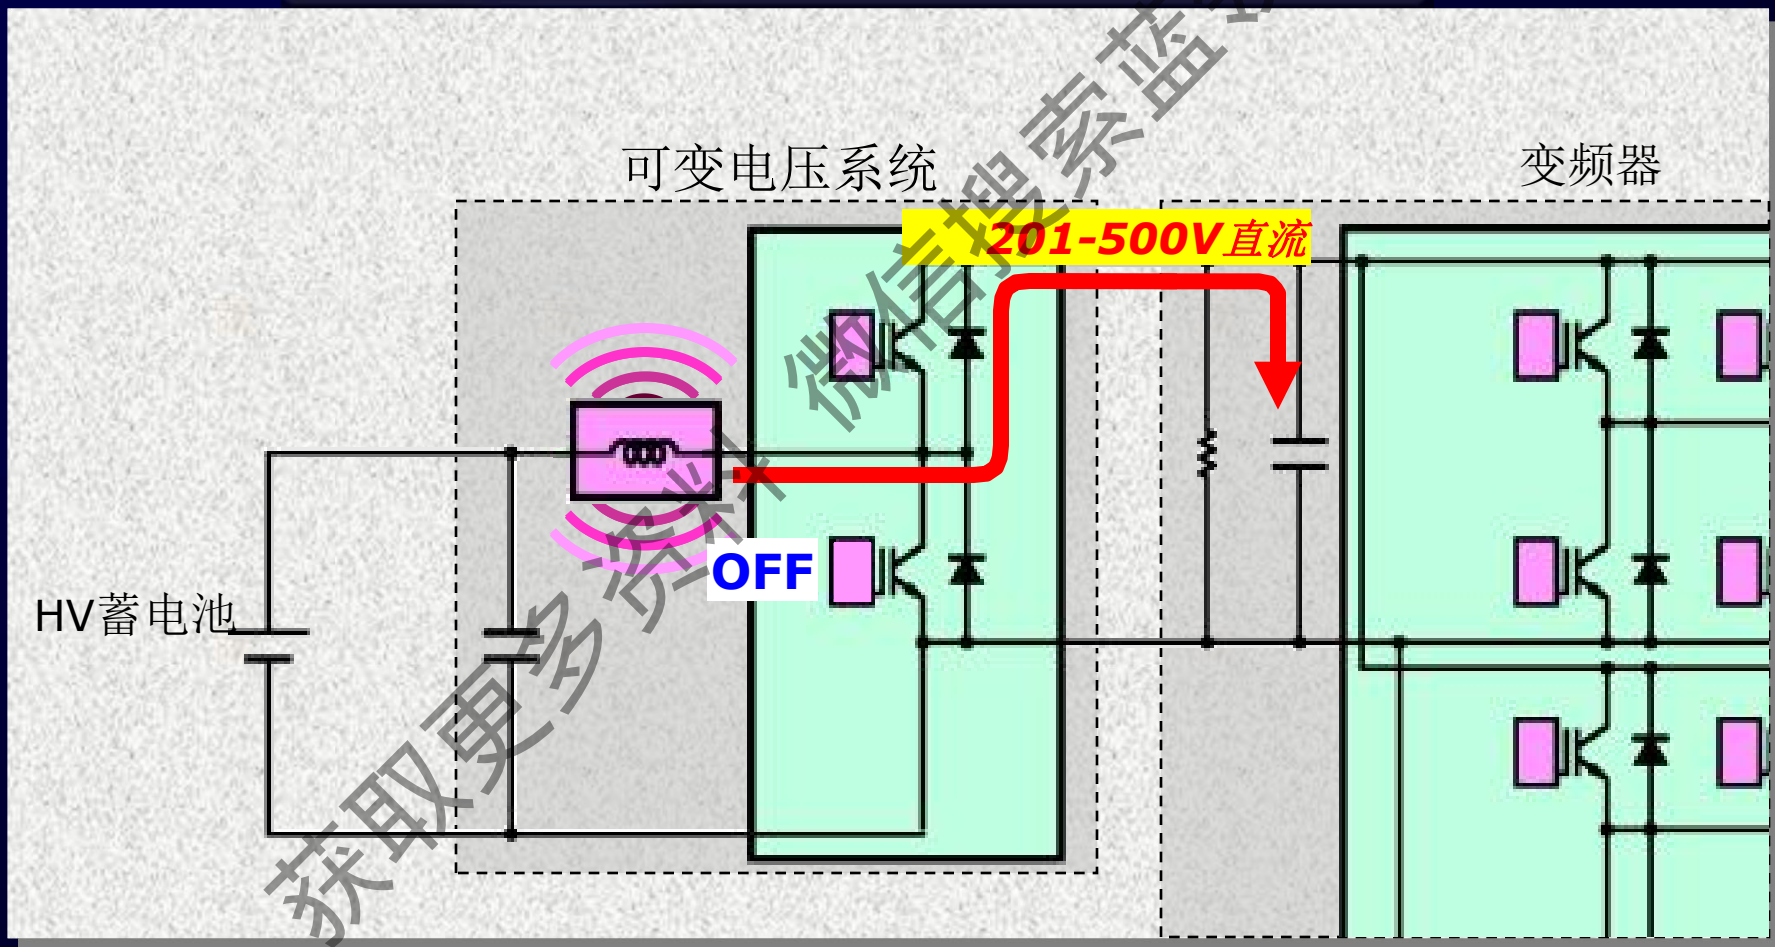 可变电压系统
变频器
201-500V直流
OFF
HV蓄电池
获取更多资料 微信搜索蓝